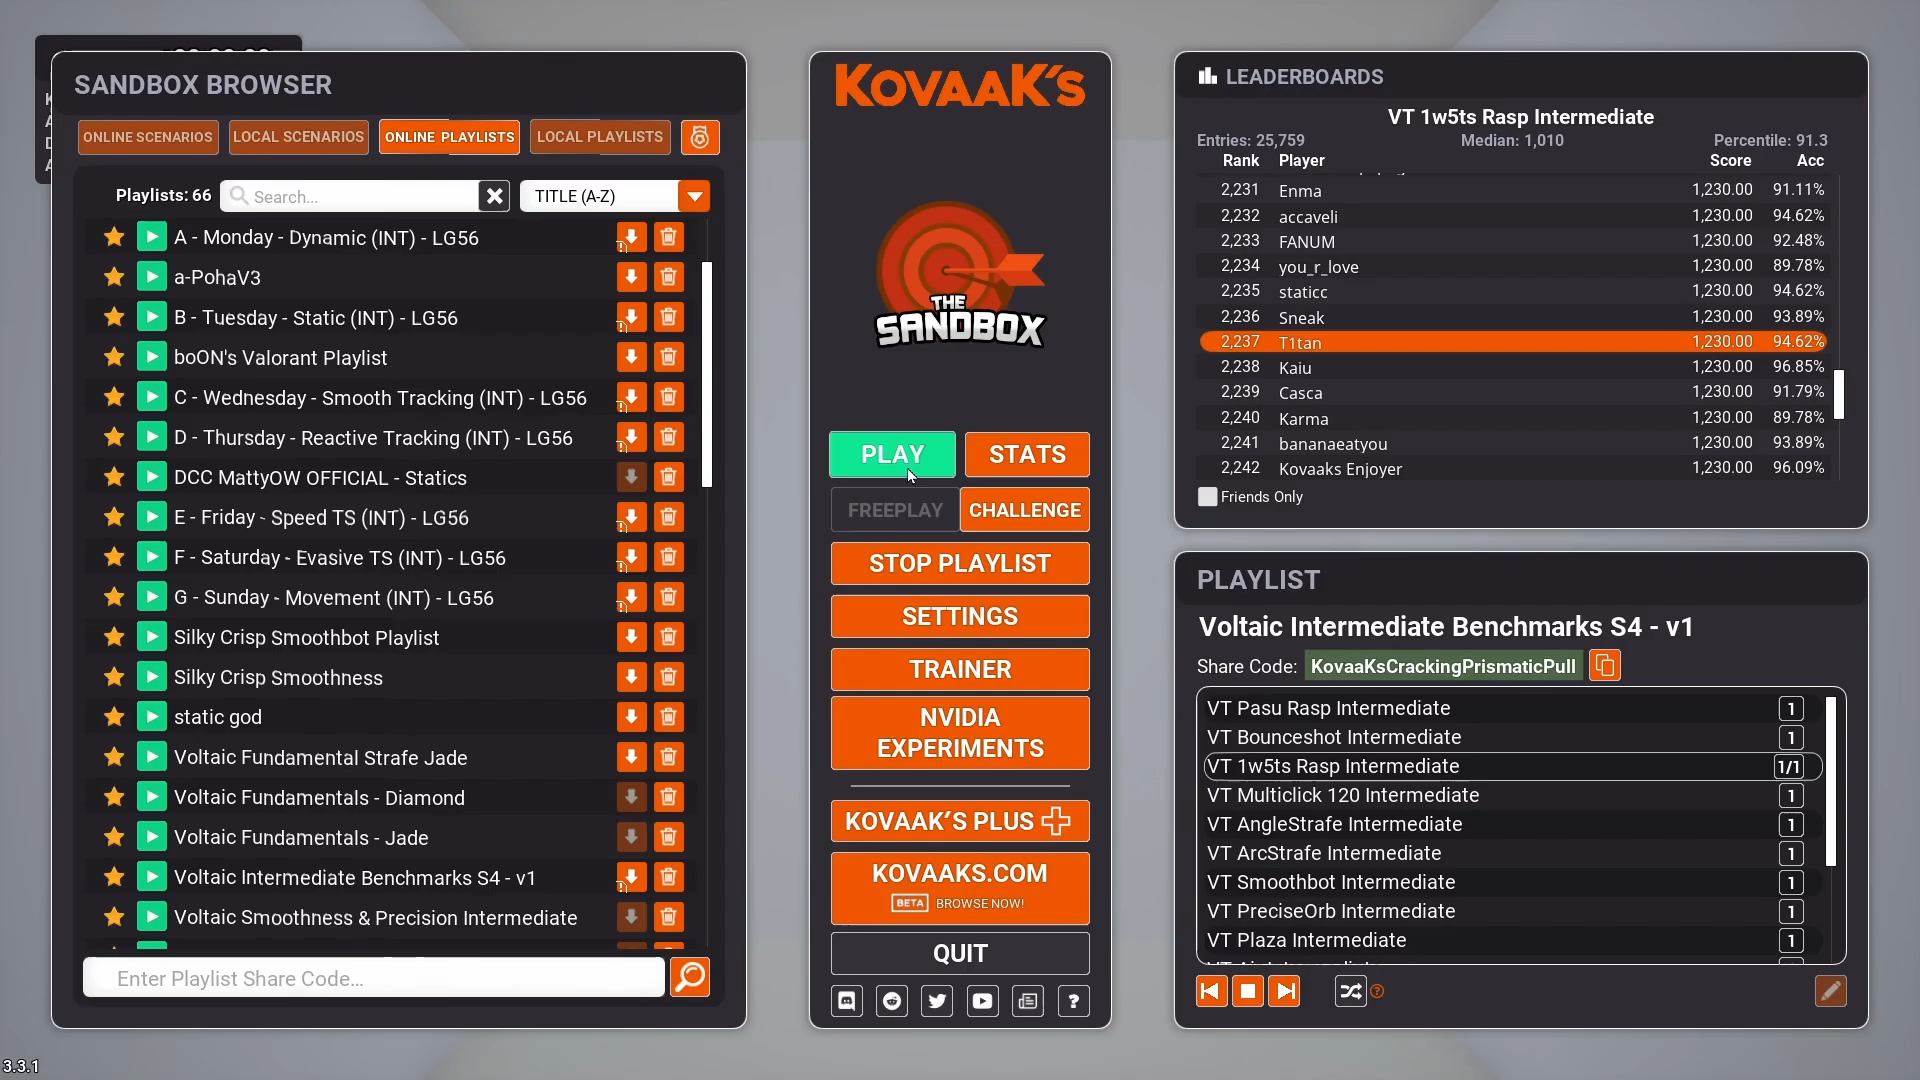 SANDBOX BROWSER
ONLINE SCENARIOS
LOCAL SCENARIOS
ONLINE PLAYLISTS
LOCAL PLAYLISTS
Playlists: 66
Search...
TITLE (A-Z)
A - Monday - Dynamic (INT) - LG56
a-PohaV3
B - Tuesday - Static (INT) - LG56
boON's Valorant Playlist
C - Wednesday - Smooth Tracking (INT) - LG56
D - Thursday - Reactive Tracking (INT) - LG56
DCC MattyOW OFFICIAL - Statics
E - Friday - Speed TS (INT) - LG56
F - Saturday - Evasive TS (INT) - LG56
G - Sunday - Movement (INT) - LG56
Silky Crisp Smoothbot Playlist
Silky Crisp Smoothness
static god
Voltaic Fundamental Strafe Jade
Voltaic Fundamentals - Diamond
Voltaic Fundamentals - Jade
Voltaic Intermediate Benchmarks S4 - v1
Voltaic Smoothness & Precision Intermediate
Enter Playlist Share Code...
3.3.1
KOVAAK'S
THE
SANDBOX
PLAY
STATS
FREEPLAY
CHALLENGE
STOP PLAYLIST
SETTINGS
TRAINER
NVIDIA
EXPERIMENTS
KOVAAK'S PLUS
KOVAAKS.COM
BETA BROWSE NOW!
QUIT
?
LEADERBOARDS
VT 1w5ts Rasp Intermediate
Entries: 25,759 Median: 1,010 Percentile: 91.3
Rank Player Score Acc
2,231 Enma 1,230.00 91.11%
2,232 accaveli 1,230.00 94.62%
2,233 FANUM 1,230.00 92.48%
2,234 you_r_love 1,230.00 89.78%
2,235 staticc 1,230.00 94.62%
2,236 Sneak 1,230.00 93.89%
2,237 T1tan 1,230.00 94.62%
2,238 Kaiu 1,230.00 96.85%
2,239 Casca 1,230.00 91.79%
2,240 Karma 1,230.00 89.78%
2,241 bananaeatyou 1,230.00 93.89%
2,242 Kovaaks Enjoyer 1,230.00 96.09%
Friends Only
PLAYLIST
Voltaic Intermediate Benchmarks S4 - v1
Share Code: KovaaKsCrackingPrismaticPull
VT Pasu Rasp Intermediate 1
VT Bounceshot Intermediate 1
VT 1w5ts Rasp Intermediate 1/1
VT Multiclick 120 Intermediate 1
VT AngleStrafe Intermediate 1
VT ArcStrafe Intermediate 1
VT Smoothbot Intermediate 1
VT PreciseOrb Intermediate 1
VT Plaza Intermediate 1
?